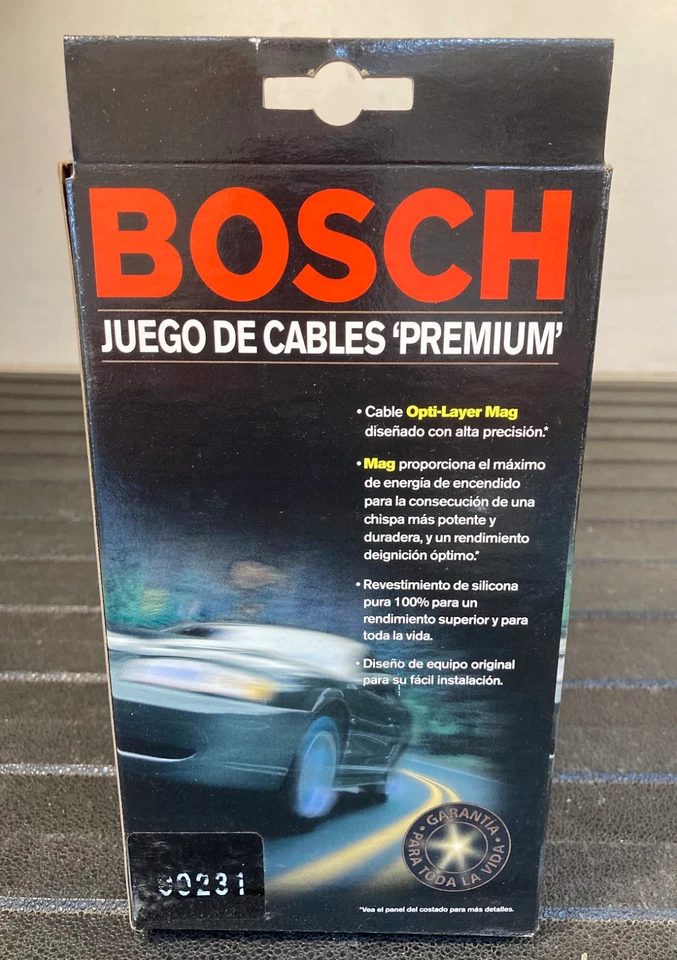 BOSCH
JUEGO DE CABLES ‘PREMIUM’
• Cable Opti-Layer Mag
diseñado con alta precisión.*
• Mag proporciona el máximo
de energía de encendido
para la consecución de una
chispa más potente y
duradera, y un rendimiento
deignición óptimo.*
• Revestimiento de silicona
pura 100% para un
rendimiento superior y para
toda la vida.
• Diseño de equipo original
para su fácil instalación.
• GARANTÍA •
PARA TODA LA VIDA
*Vea el panel del costado para más detalles.